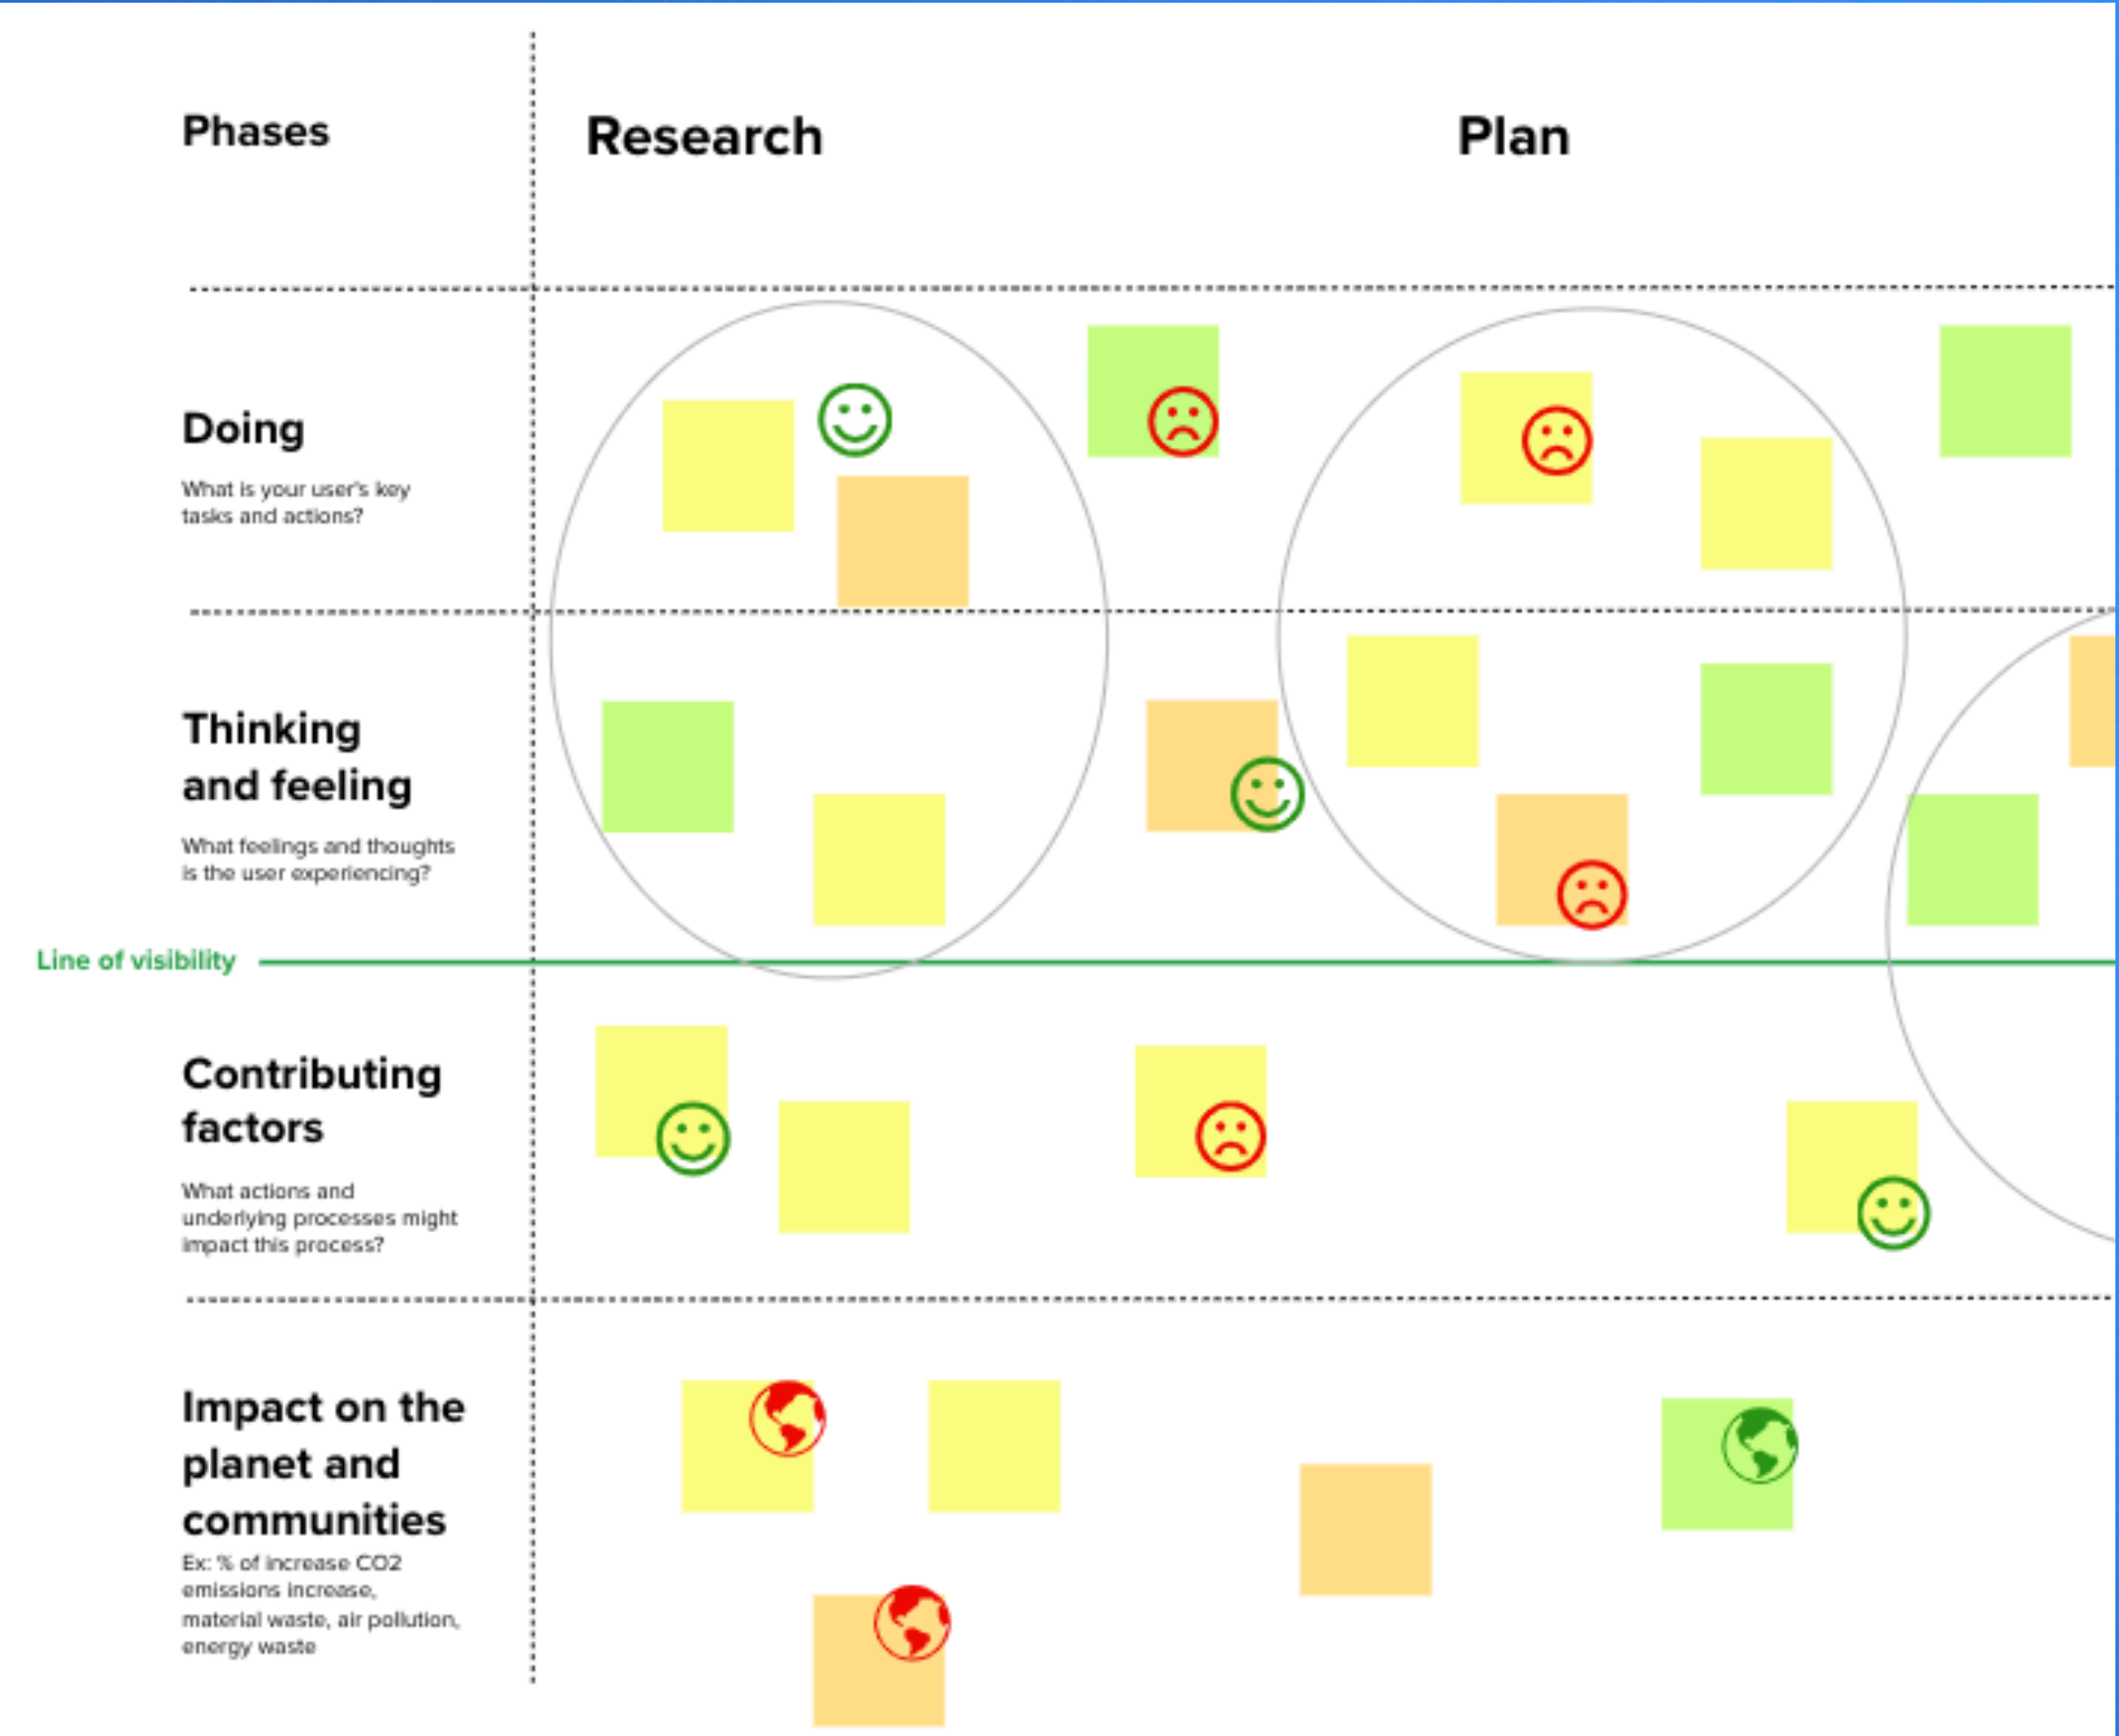 Phases
Research
Plan
Doing
What is your user's key
tasks and actions?
Thinking
and feeling
What feelings and thoughts
is the user experiencing?
Line of visibility
Contributing
factors
What actions and
underlying processes might
impact this process?
Impact on the
planet and
communities
Ex: % of increase CO2
emissions increase,
material waste, air pollution,
energy waste